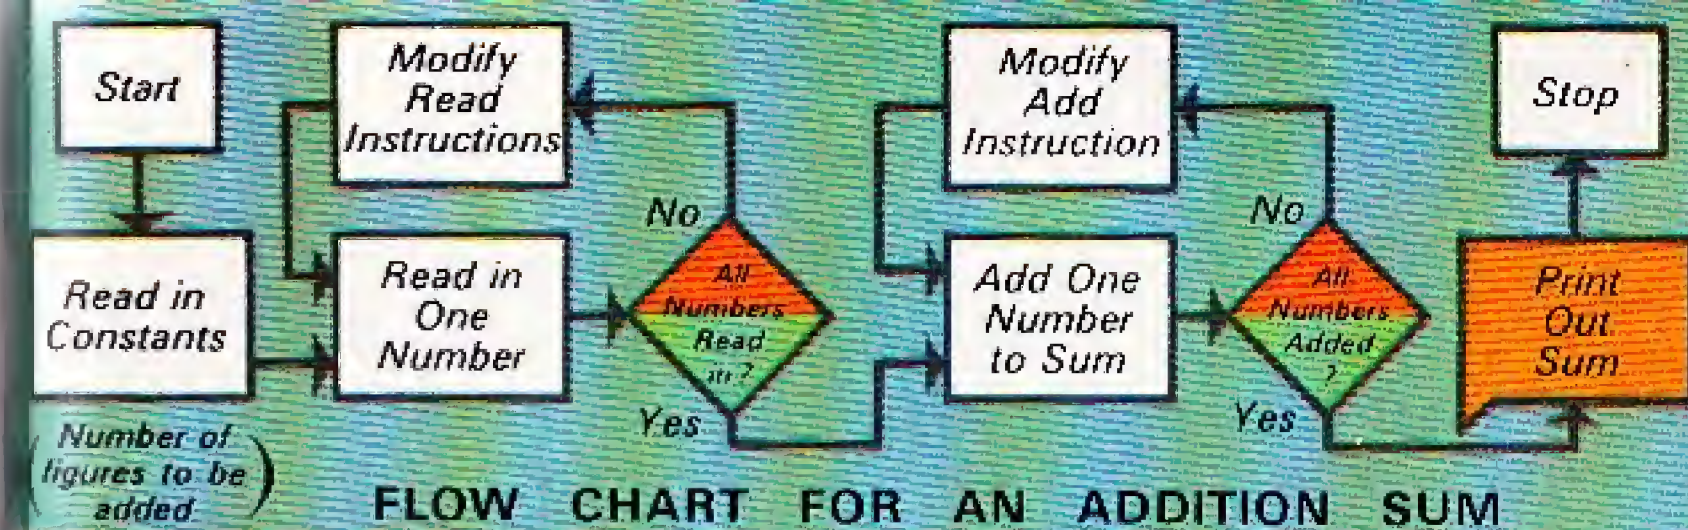 Start
Read in
Constants
( Number of
figures to be
added )
Modify
Read
Instructions
Read in
One
Number
No
All
Numbers
Read
in?
Yes
Modify
Add
Instruction
Add One
Number
to Sum
No
All
Numbers
Added
?
Yes
Print
Out
Sum
Stop
FLOW CHART FOR AN ADDITION SUM